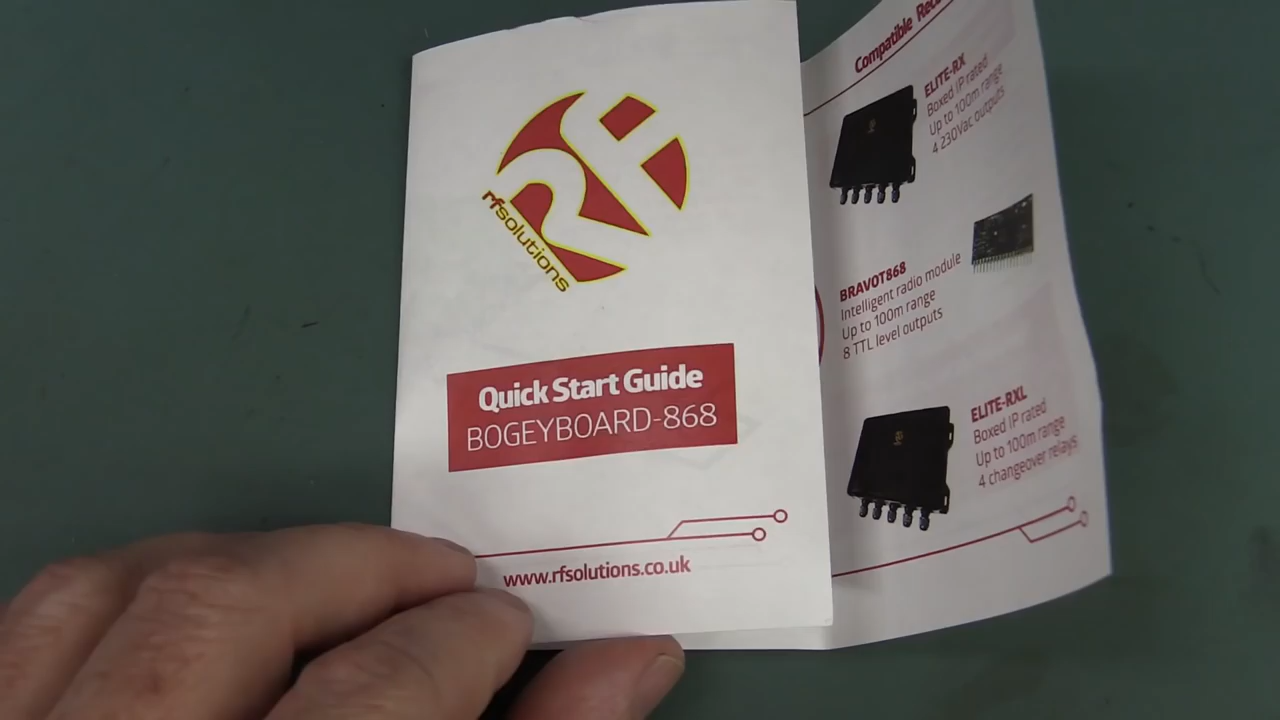 RF
rfsolutions
Quick Start Guide
BOGEYBOARD-868
www.rfsolutions.co.uk
Compatible
ELITE-RX
Boxed IP rated
Up to 100m range
4 230Vac outputs
BRAVOT868
Intelligent radio module
Up to 100m range
8 TTL level outputs
ELITE-RXL
Boxed IP rated
Up to 100m range
4 changeover relays